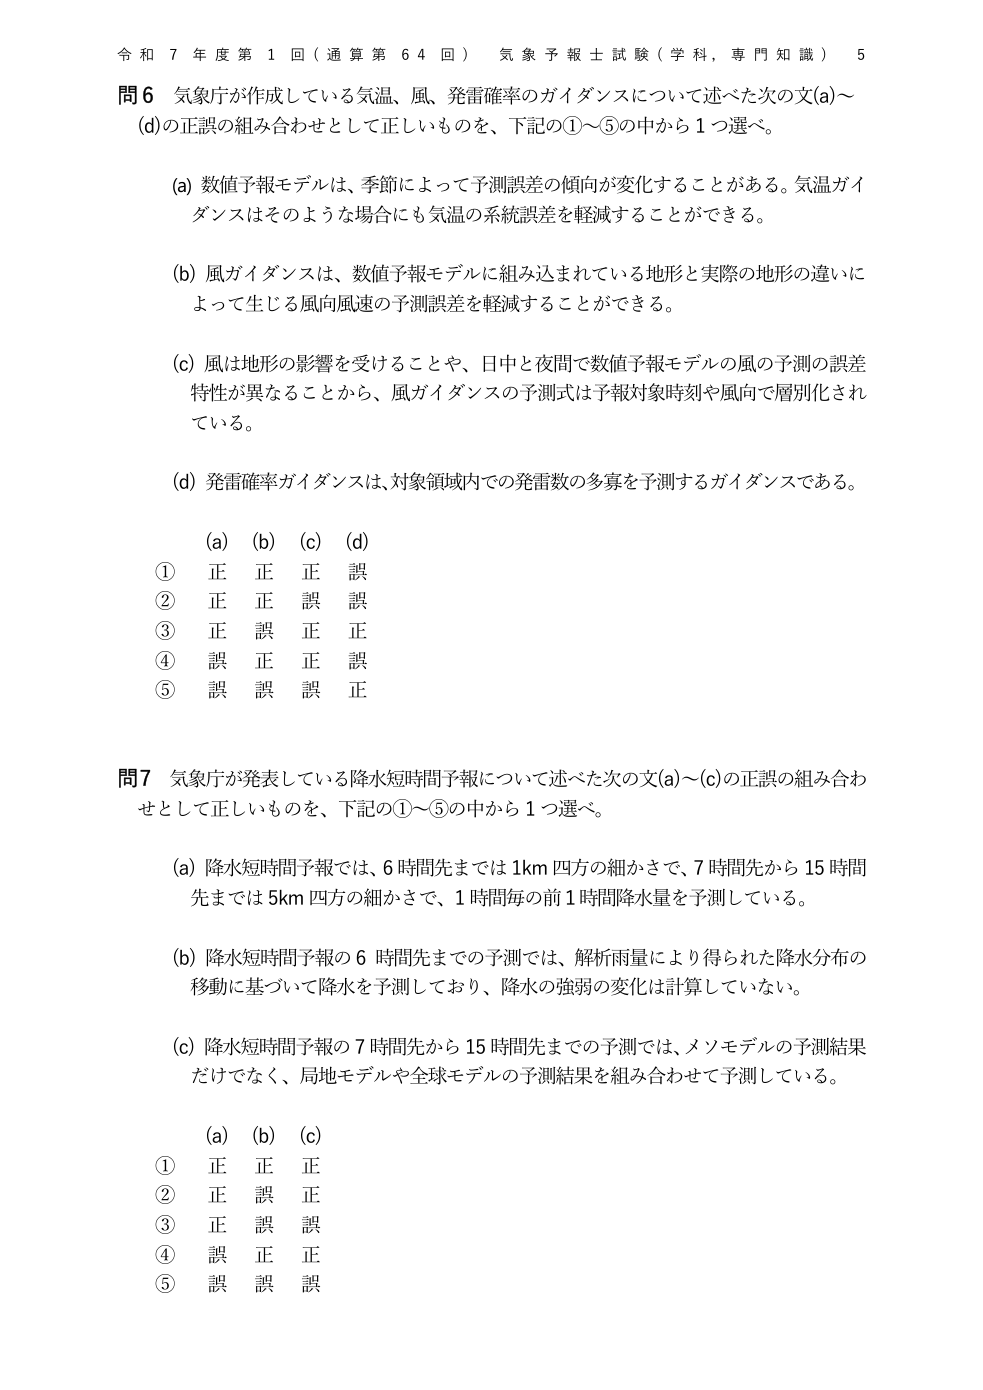 令和 7 年度第 1 回(通算第 64 回) 気象予報士試験(学科，専門知識) 5
問6 気象庁が作成している気温、風、発雷確率のガイダンスについて述べた次の文(a)～
(d)の正誤の組み合わせとして正しいものを、下記の①～⑤の中から 1 つ選べ。
(a) 数値予報モデルは、季節によって予測誤差の傾向が変化することがある。気温ガイ
ダンスはそのような場合にも気温の系統誤差を軽減することができる。
(b) 風ガイダンスは、数値予報モデルに組み込まれている地形と実際の地形の違いに
よって生じる風向風速の予測誤差を軽減することができる。
(c) 風は地形の影響を受けることや、日中と夜間で数値予報モデルの風の予測の誤差
特性が異なることから、風ガイダンスの予測式は予報対象時刻や風向で層別化され
ている。
(d) 発雷確率ガイダンスは、対象領域内での発雷数の多寡を予測するガイダンスである。
(a) (b) (c) (d)
① 正 正 正 誤
② 正 正 誤 誤
③ 正 誤 正 正
④ 誤 正 正 誤
⑤ 誤 誤 誤 正
問7 気象庁が発表している降水短時間予報について述べた次の文(a)～(c)の正誤の組み合わ
せとして正しいものを、下記の①～⑤の中から 1 つ選べ。
(a) 降水短時間予報では、6 時間先までは 1km 四方の細かさで、7 時間先から 15 時間
先までは 5km 四方の細かさで、1 時間毎の前 1 時間降水量を予測している。
(b) 降水短時間予報の 6 時間先までの予測では、解析雨量により得られた降水分布の
移動に基づいて降水を予測しており、降水の強弱の変化は計算していない。
(c) 降水短時間予報の 7 時間先から 15 時間先までの予測では、メソモデルの予測結果
だけでなく、局地モデルや全球モデルの予測結果を組み合わせて予測している。
(a) (b) (c)
① 正 正 正
② 正 誤 正
③ 正 誤 誤
④ 誤 正 正
⑤ 誤 誤 誤